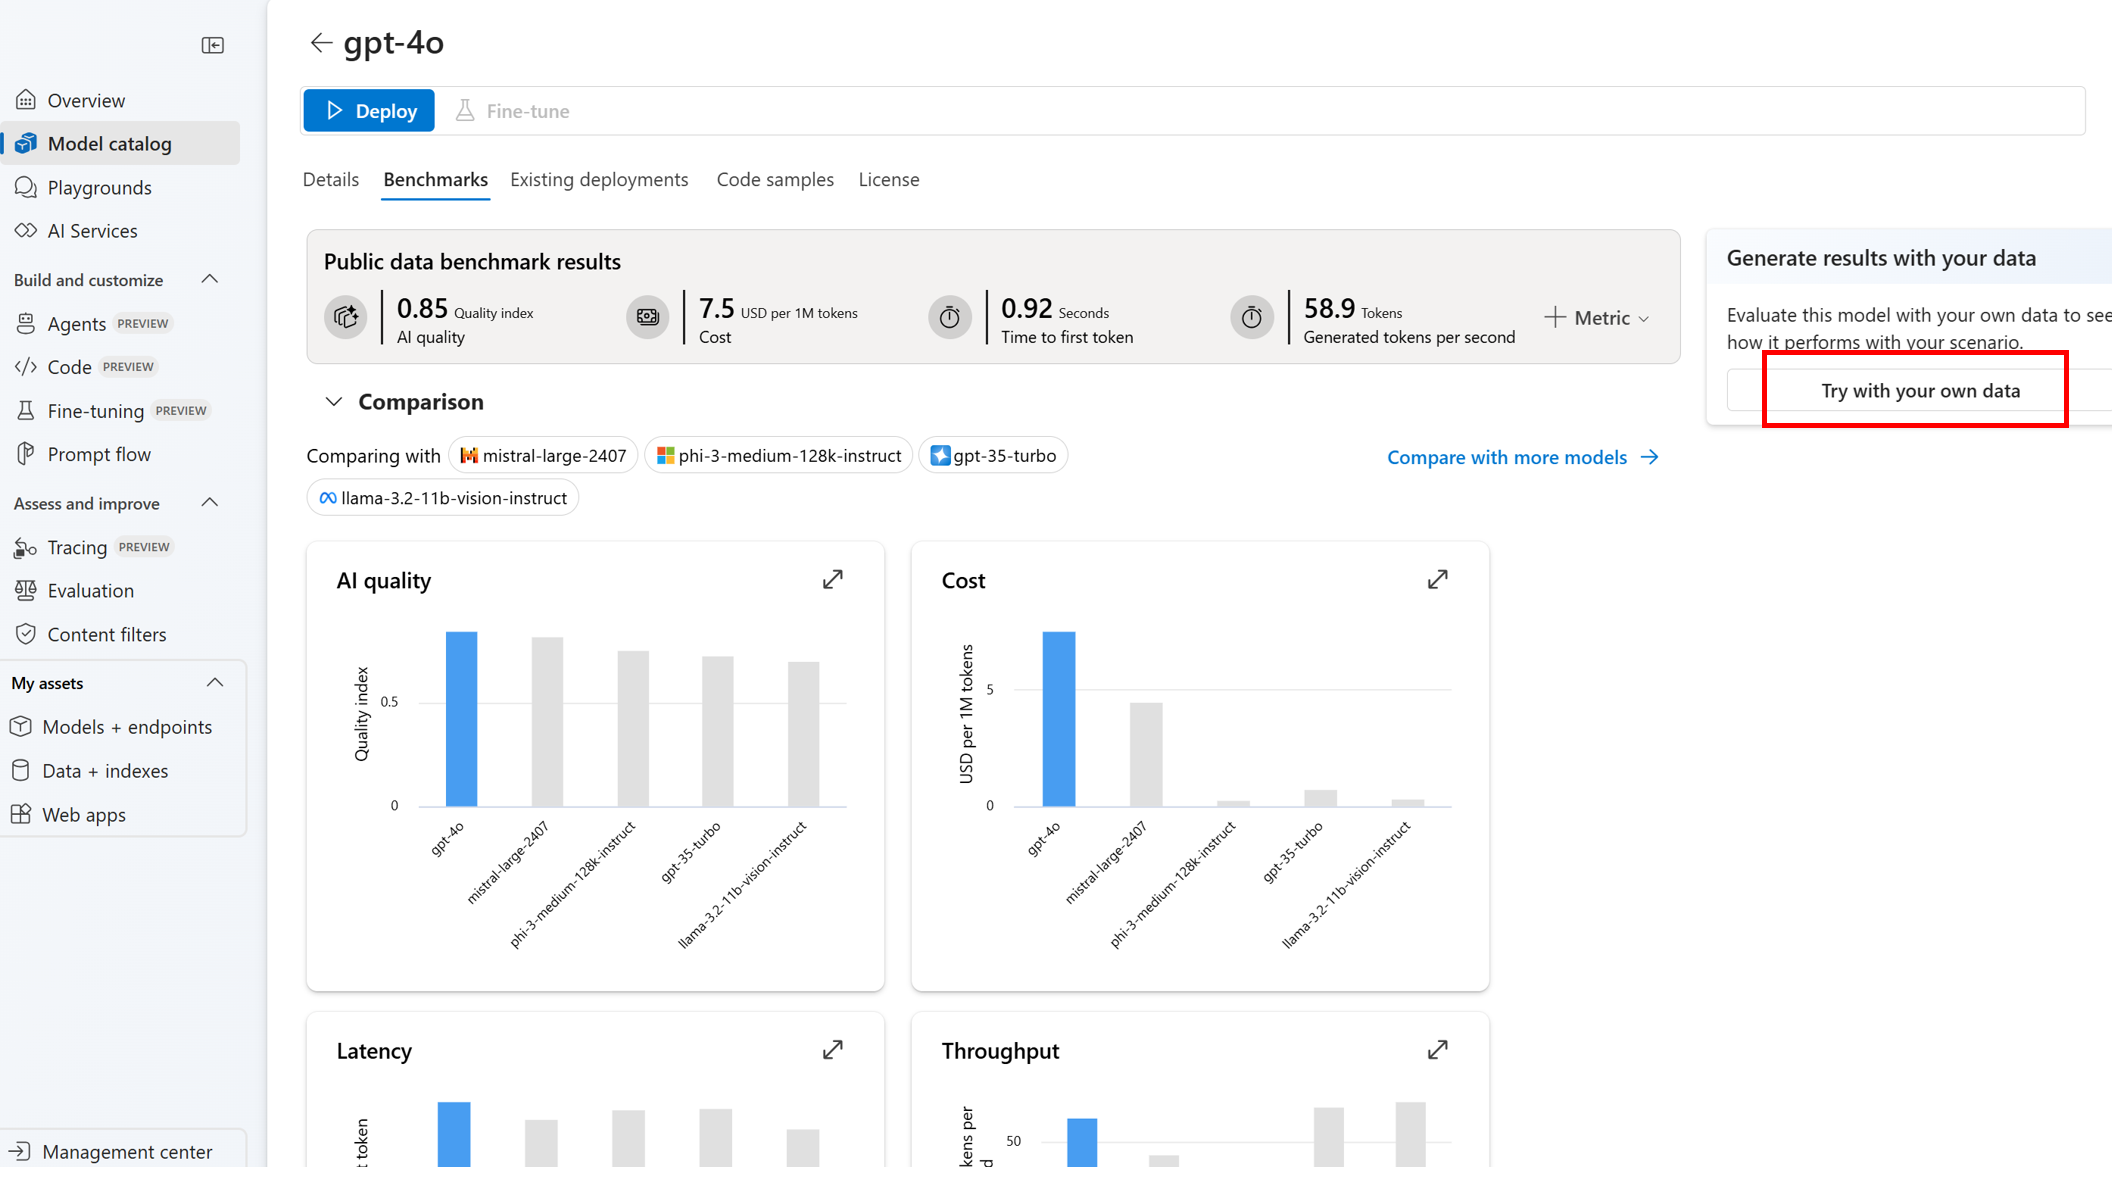 gpt-4o
Deploy
Fine-tune
Overview
Model catalog
Playgrounds
AI Services
Build and customize
Agents PREVIEW
Code PREVIEW
Fine-tuning PREVIEW
Prompt flow
Assess and improve
Tracing PREVIEW
Evaluation
Content filters
My assets
Models + endpoints
Data + indexes
Web apps
Management center
Details Benchmarks Existing deployments Code samples License
Public data benchmark results
0.85 Quality index
AI quality
7.5 USD per 1M tokens
Cost
0.92 Seconds
Time to first token
58.9 Tokens
Generated tokens per second
Metric
Generate results with your data
Evaluate this model with your own data to see
how it performs with your scenario.
Try with your own data
Comparison
Comparing with mistral-large-2407 phi-3-medium-128k-instruct gpt-35-turbo
llama-3.2-11b-vision-instruct
Compare with more models
AI quality
Quality index
0.5
0
gpt-4o
mistral-large-2407
phi-3-medium-128k-instruct
gpt-35-turbo
llama-3.2-11b-vision-instruct
Cost
USD per 1M tokens
5
0
gpt-4o
mistral-large-2407
phi-3-medium-128k-instruct
gpt-35-turbo
llama-3.2-11b-vision-instruct
Latency
t token
Throughput
kens per
d
50